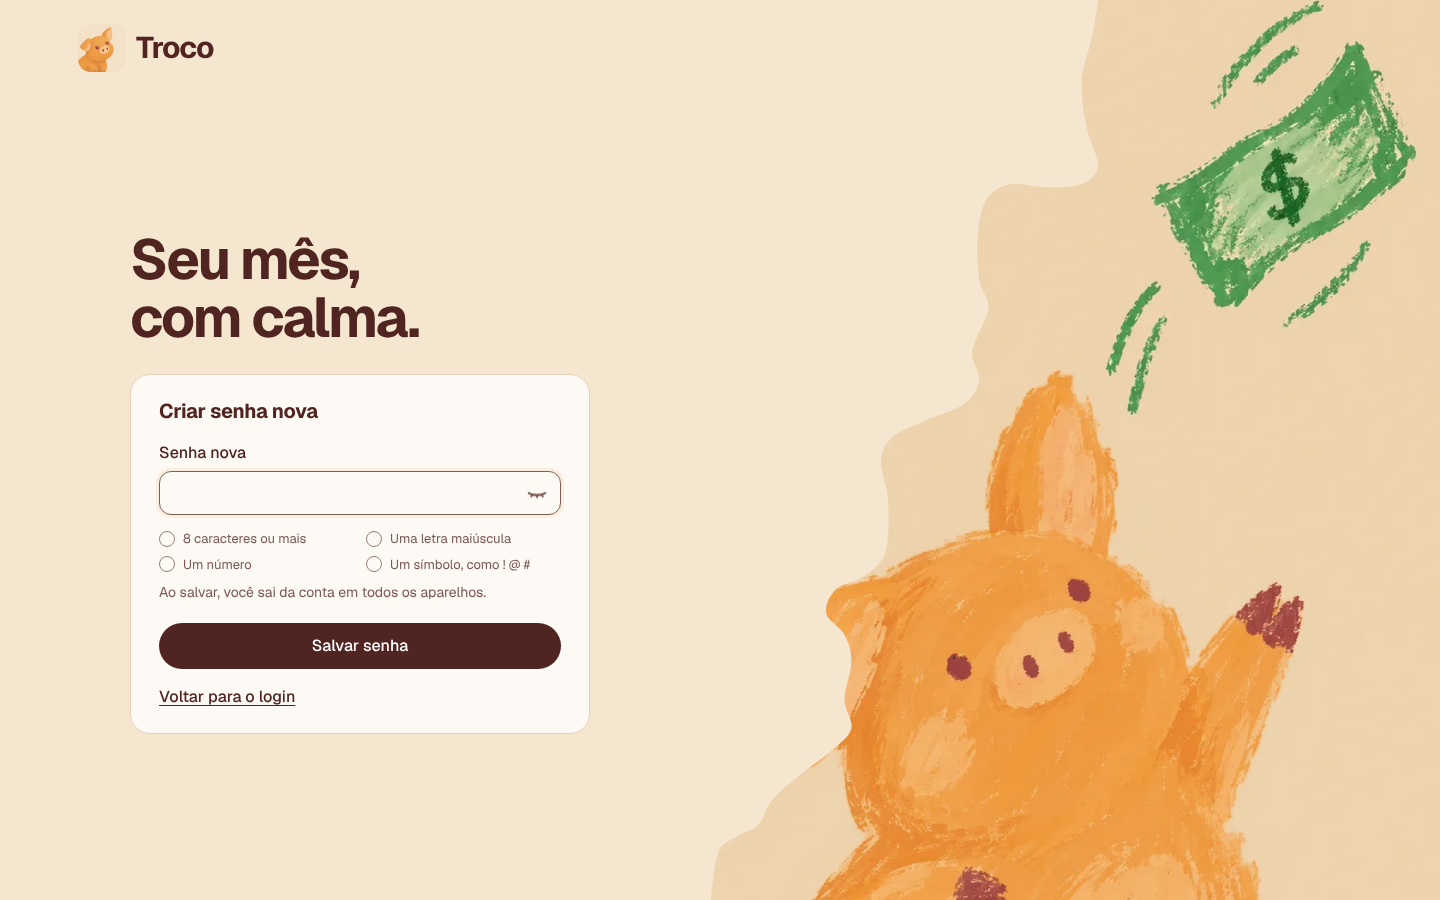 Troco
Seu mês,
com calma.
Criar senha nova
Senha nova
8 caracteres ou mais
Uma letra maiúscula
Um número
Um símbolo, como ! @ #
Ao salvar, você sai da conta em todos os aparelhos.
Salvar senha
Voltar para o login
$